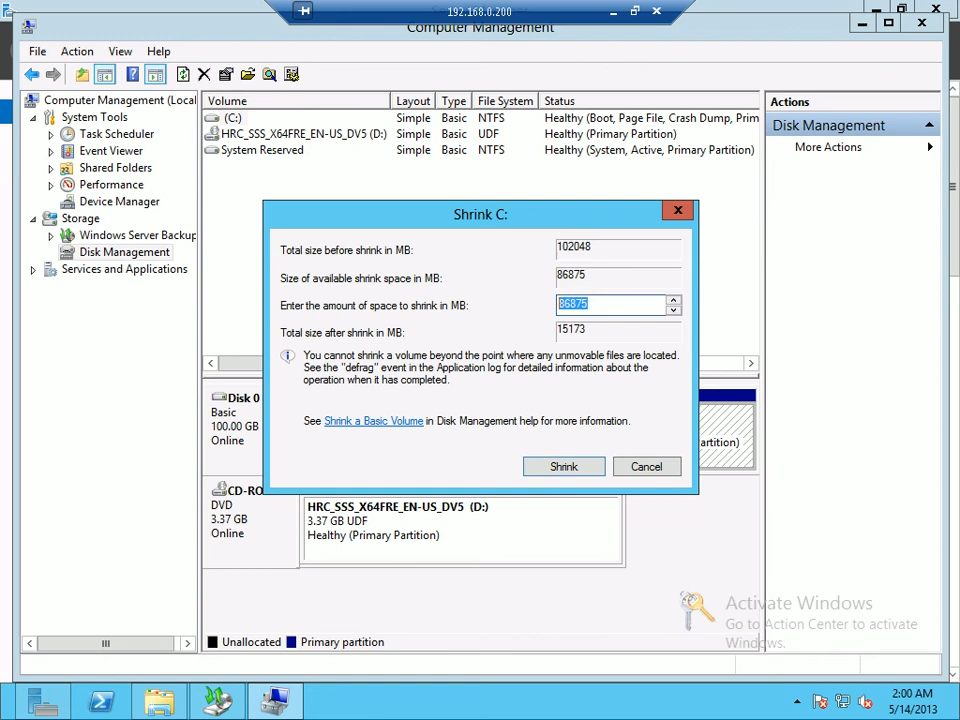 192.168.0.200
Computer Management
File Action View Help
Computer Management (Local
System Tools
Task Scheduler
Event Viewer
Shared Folders
Performance
Device Manager
Storage
Windows Server Backup
Disk Management
Services and Applications
Volume Layout Type File System Status
(C:) Simple Basic NTFS Healthy (Boot, Page File, Crash Dump, Prim
HRC_SSS_X64FRE_EN-US_DV5 (D:) Simple Basic UDF Healthy (Primary Partition)
System Reserved Simple Basic NTFS Healthy (System, Active, Primary Partition)
Actions
Disk Management
More Actions
Shrink C:
Total size before shrink in MB: 102048
Size of available shrink space in MB: 86875
Enter the amount of space to shrink in MB: 86875
Total size after shrink in MB: 15173
You cannot shrink a volume beyond the point where any unmovable files are located.
See the "defrag" event in the Application log for detailed information about the
operation when it has completed.
See Shrink a Basic Volume in Disk Management help for more information.
Shrink Cancel
Disk 0
Basic
100.00 GB
Online
artition)
CD-RO
DVD
3.37 GB
Online
HRC_SSS_X64FRE_EN-US_DV5 (D:)
3.37 GB UDF
Healthy (Primary Partition)
Unallocated Primary partition
Activate Windows
Go to Action Center to activate
Windows.
2:00 AM
5/14/2013